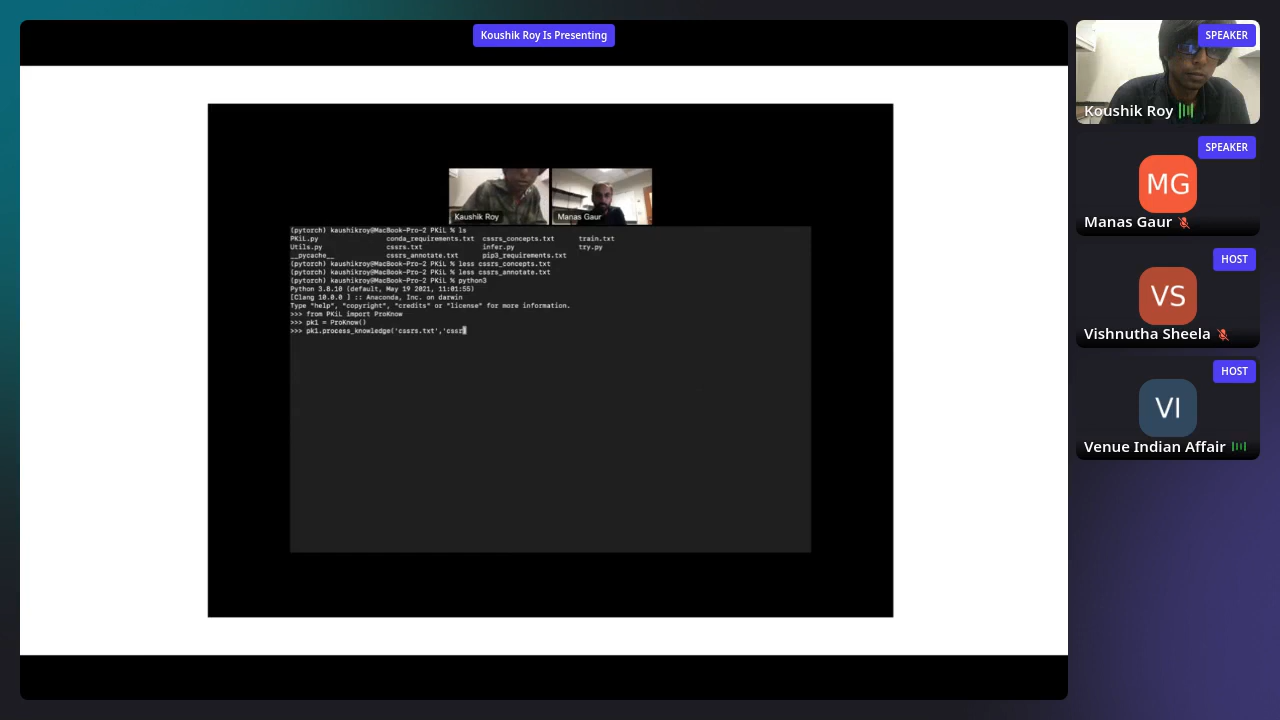 Koushik Roy Is Presenting
SPEAKER
Koushik Roy
SPEAKER
MG
Manas Gaur
HOST
VS
Vishnutha Sheela
HOST
VI
Venue Indian Affair
Kaushik Roy
Manas Gaur
(pytorch) kaushikroy@MacBook-Pro-2 PKiL % ls
PKiL.py conda_requirements.txt cssrs_concepts.txt train.txt
Utils.py cssrs.txt infer.py try.py
__pycache__ cssrs_annotate.txt pip3_requirements.txt
(pytorch) kaushikroy@MacBook-Pro-2 PKiL % less cssrs_concepts.txt
(pytorch) kaushikroy@MacBook-Pro-2 PKiL % less cssrs_annotate.txt
(pytorch) kaushikroy@MacBook-Pro-2 PKiL % python3
Python 3.8.10 (default, May 19 2021, 11:01:55)
[Clang 10.0.0 ] :: Anaconda, Inc. on darwin
Type "help", "copyright", "credits" or "license" for more information.
>>> from PKiL import ProKnow
>>> pk1 = ProKnow()
>>> pk1.process_knowledge('cssrs.txt','cssr